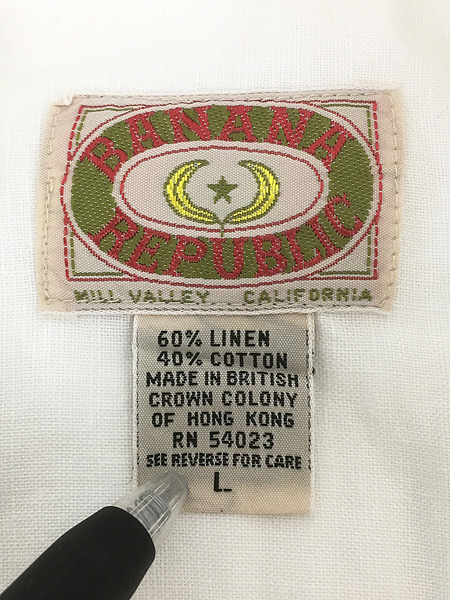 BANANA
REPUBLIC
MILL VALLEY, CALIFORNIA
60% LINEN
40% COTTON
MADE IN BRITISH
CROWN COLONY
OF HONG KONG
RN 54023
SEE REVERSE FOR CARE
L